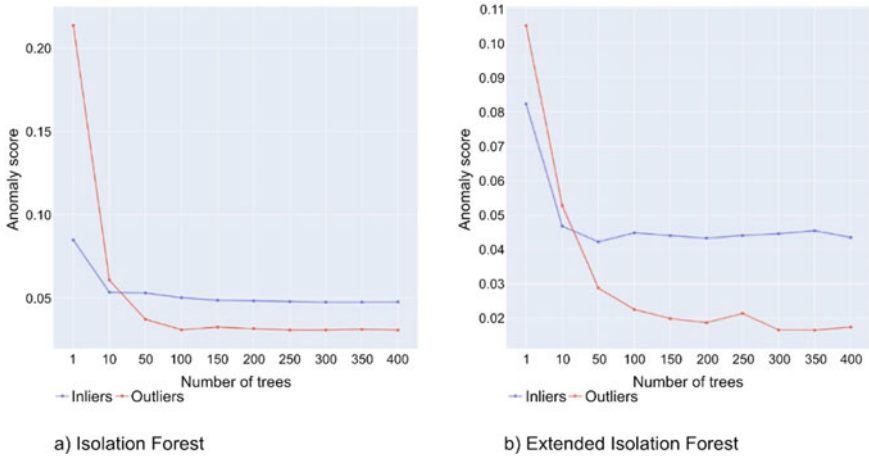 Anomaly score
0.20
0.15
0.10
0.05
1 10 50 100 150 200 250 300 350 400
Number of trees
Inliers Outliers
a) Isolation Forest
Anomaly score
0.11
0.10
0.09
0.08
0.07
0.06
0.05
0.04
0.03
0.02
1 10 50 100 150 200 250 300 350 400
Number of trees
Inliers Outliers
b) Extended Isolation Forest